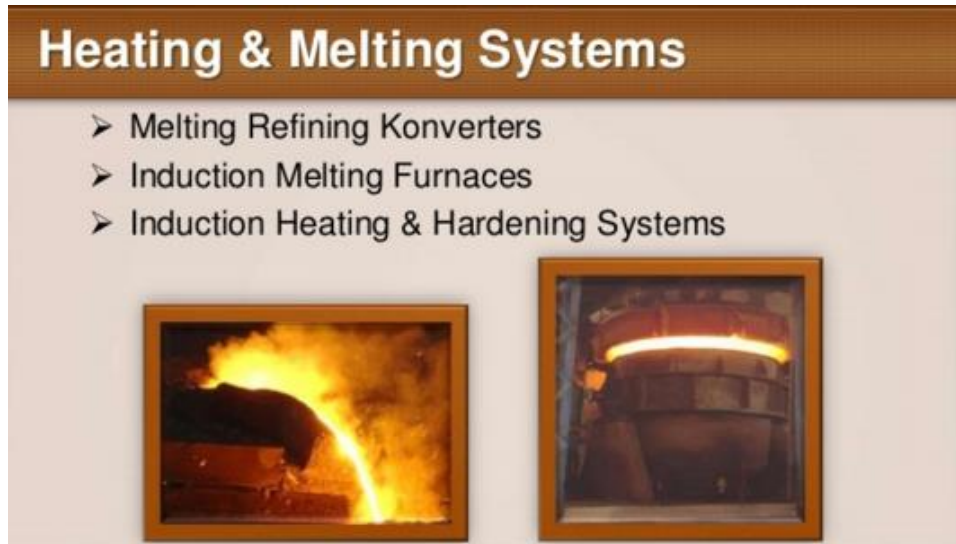 Heating & Melting Systems
Melting Refining Konverters
Induction Melting Furnaces
Induction Heating & Hardening Systems